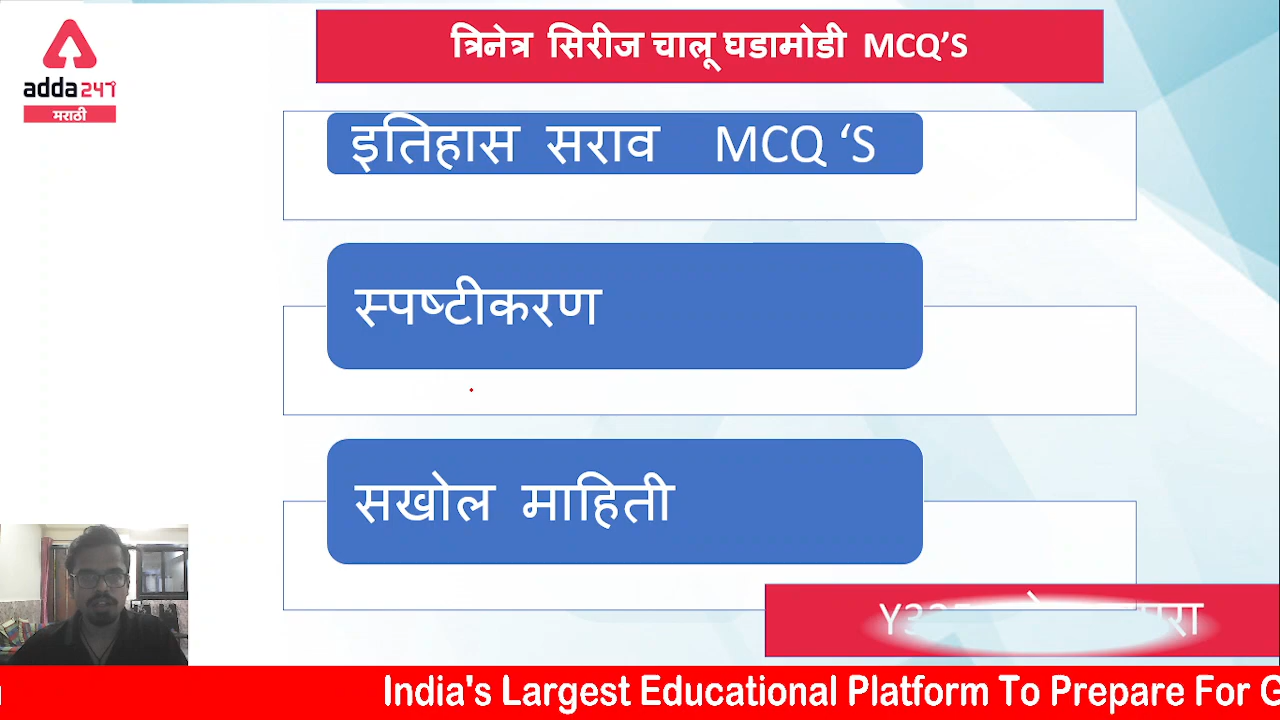 त्रिनेत्र सिरीज चालू घडामोडी MCQ’S
adda247
मराठी
इतिहास सराव MCQ ‘S
स्पष्टीकरण
सखोल माहिती
India's Largest Educational Platform To Prepare For G